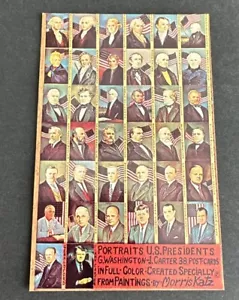 PORTRAITS U.S. PRESIDENTS
G. WASHINGTON-J. CARTER 38 POSTCARDS
IN FULL-COLOR-CREATED SPECIALLY
FROM PAINTINGS-BY Morris Katz